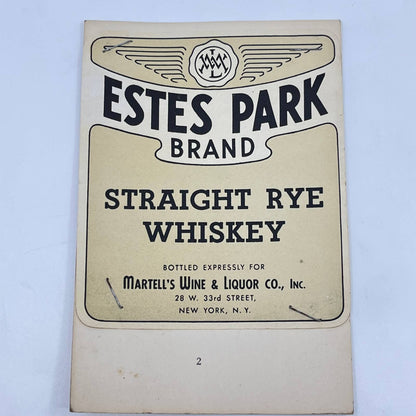 ESTES PARK
BRAND
STRAIGHT RYE
WHISKEY
BOTTLED EXPRESSLY FOR
MARTELL'S WINE & LIQUOR CO., INC.
28 W. 33rd STREET,
NEW YORK, N. Y.
2